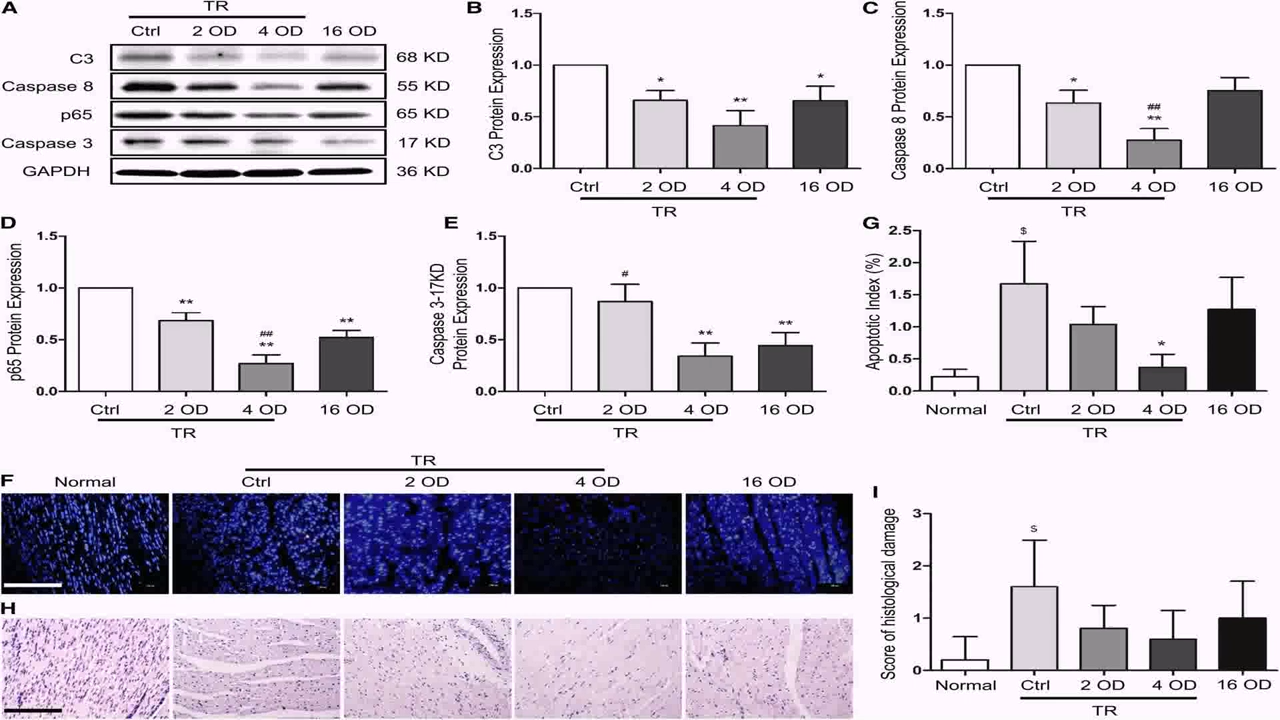 A
TR
Ctrl 2 OD 4 OD 16 OD
C3 68 KD
Caspase 8 55 KD
p65 65 KD
Caspase 3 17 KD
GAPDH 36 KD
B
C3 Protein Expression
1.5
1.0
0.5
0.0
* ** *
Ctrl 2 OD 4 OD 16 OD
TR
C
Caspase 8 Protein Expression
1.5
1.0
0.5
0.0
* ## **
Ctrl 2 OD 4 OD 16 OD
TR
D
p65 Protein Expression
1.5
1.0
0.5
0.0
** ## ** **
Ctrl 2 OD 4 OD 16 OD
TR
E
Caspase 3-17KD
Protein Expression
1.5
1.0
0.5
0.0
# ** **
Ctrl 2 OD 4 OD 16 OD
TR
G
Apoptotic Index (%)
2.5
2.0
1.5
1.0
0.5
0.0
$ *
Normal Ctrl 2 OD 4 OD 16 OD
TR
F
TR
Normal Ctrl 2 OD 4 OD 16 OD
H
I
Score of histological damage
3
2
1
0
$
Normal Ctrl 2 OD 4 OD 16 OD
TR